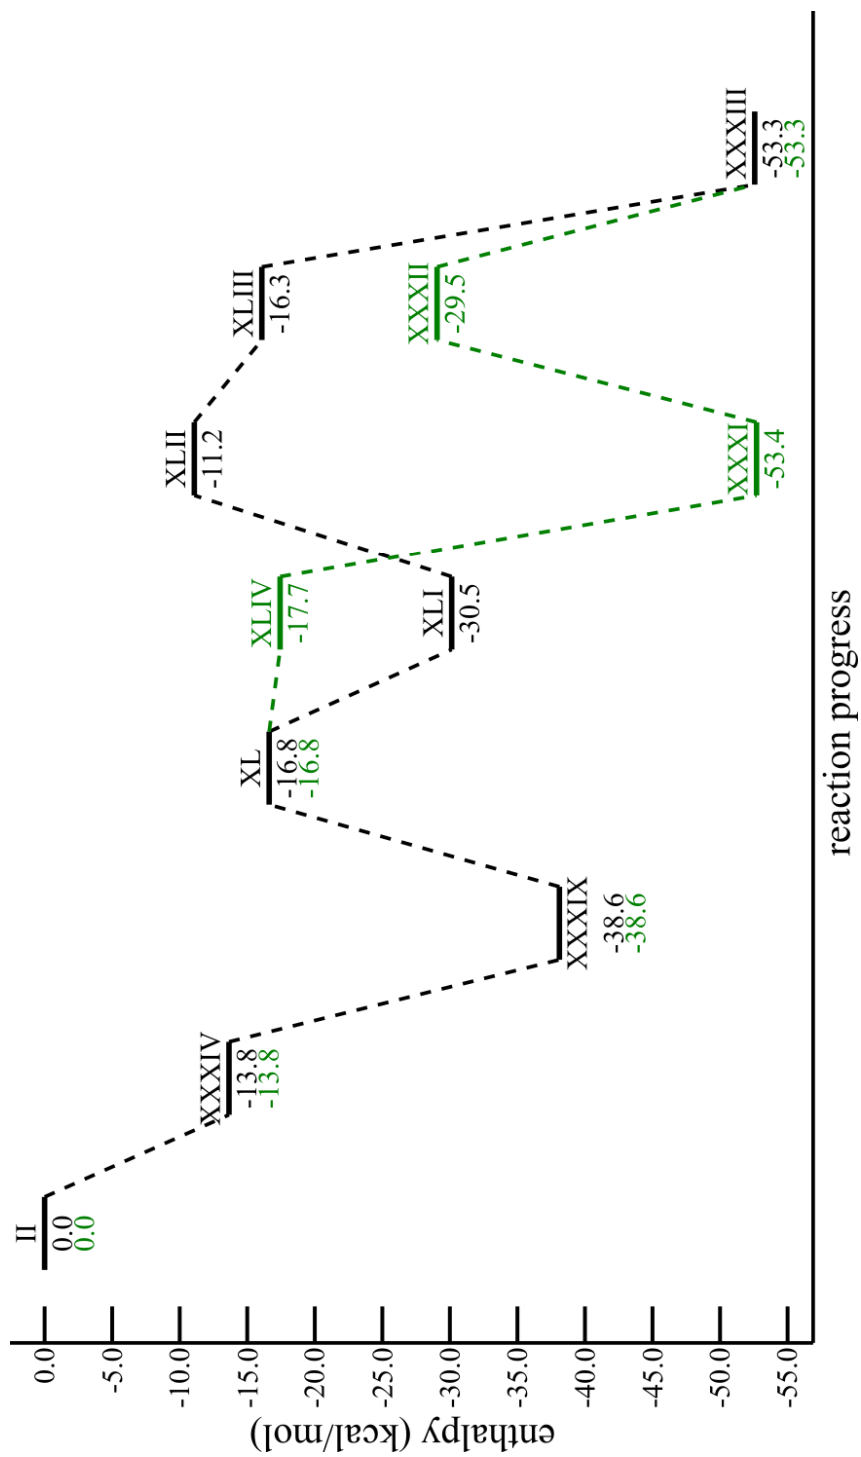 enthalpy (kcal/mol)
0.0
-5.0
-10.0
-15.0
-20.0
-25.0
-30.0
-35.0
-40.0
-45.0
-50.0
-55.0
II
0.0
0.0
XXXIV
-13.8
-13.8
XXXIX
-38.6
-38.6
XL
-16.8
-16.8
XLIV
-17.7
XLI
-30.5
XLII
-11.2
XXXI
-53.4
XLIII
-16.3
XXXII
-29.5
XXXIII
-53.3
-53.3
reaction progress